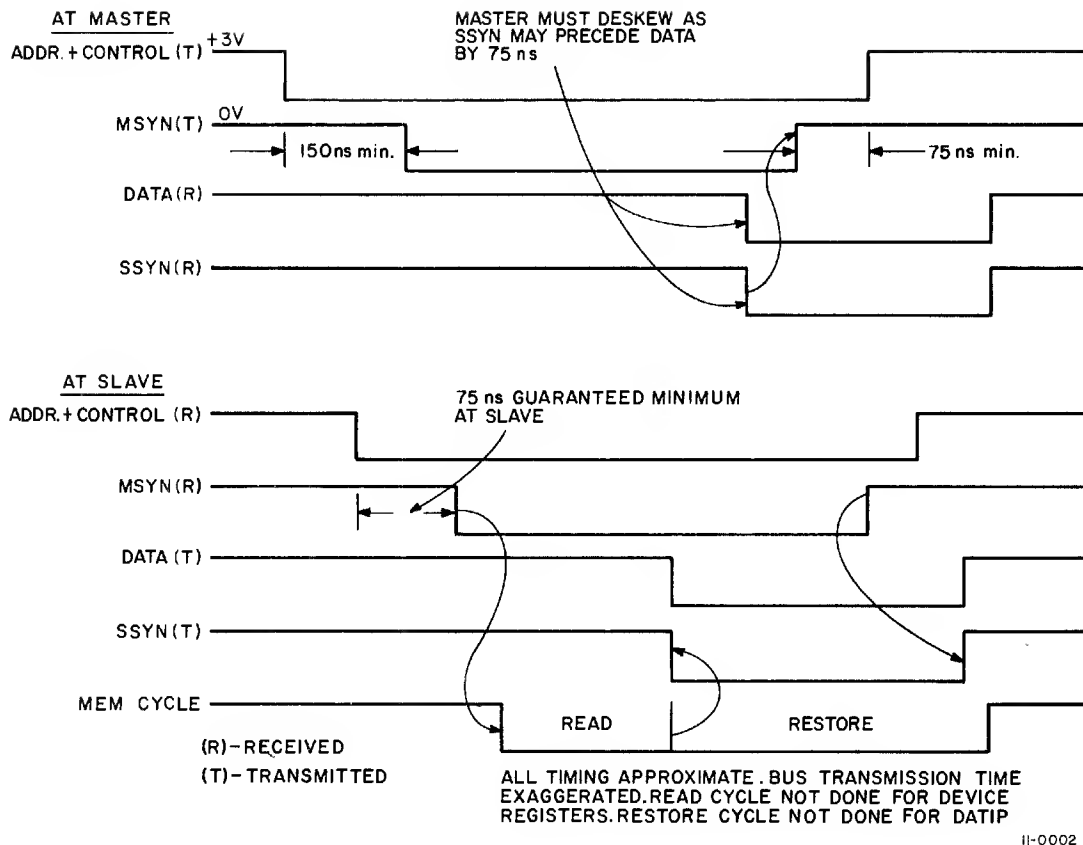 AT MASTER
ADDR.+CONTROL (T) +3V
MASTER MUST DESKEW AS
SSYN MAY PRECEDE DATA
BY 75 ns
MSYN(T) 0V
150ns min.
75 ns min.
DATA(R)
SSYN(R)
AT SLAVE
ADDR.+CONTROL (R)
75 ns GUARANTEED MINIMUM
AT SLAVE
MSYN(R)
DATA(T)
SSYN(T)
MEM CYCLE
READ
RESTORE
(R)-RECEIVED
(T)-TRANSMITTED
ALL TIMING APPROXIMATE. BUS TRANSMISSION TIME
EXAGGERATED. READ CYCLE NOT DONE FOR DEVICE
REGISTERS. RESTORE CYCLE NOT DONE FOR DATIP
11-0002